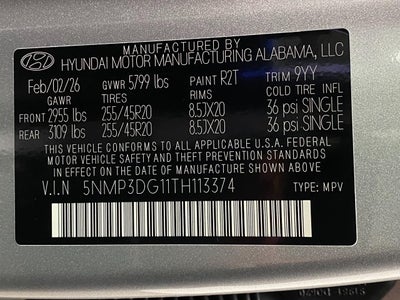 MANUFACTURED BY
HYUNDAI MOTOR MANUFACTURING ALABAMA, LLC
Feb/02/26 GVWR 5799 lbs PAINT R2T TRIM 9YY
GAWR TIRES RIMS COLD TIRE INFL
FRONT 2955 lbs 255/45R20 8.5JX20 36 psi SINGLE
REAR 3109 lbs 255/45R20 8.5JX20 36 psi SINGLE
THIS VEHICLE CONFORMS TO ALL APPLICABLE U.S.
FEDERAL MOTOR VEHICLE SAFETY AND THEFT PREVENTION
STANDARDS IN EFFECT ON THE DATE OF MANUFACTURE SHOWN ABOVE.
V.I.N 5NMP3DG11TH113374 TYPE: MPV